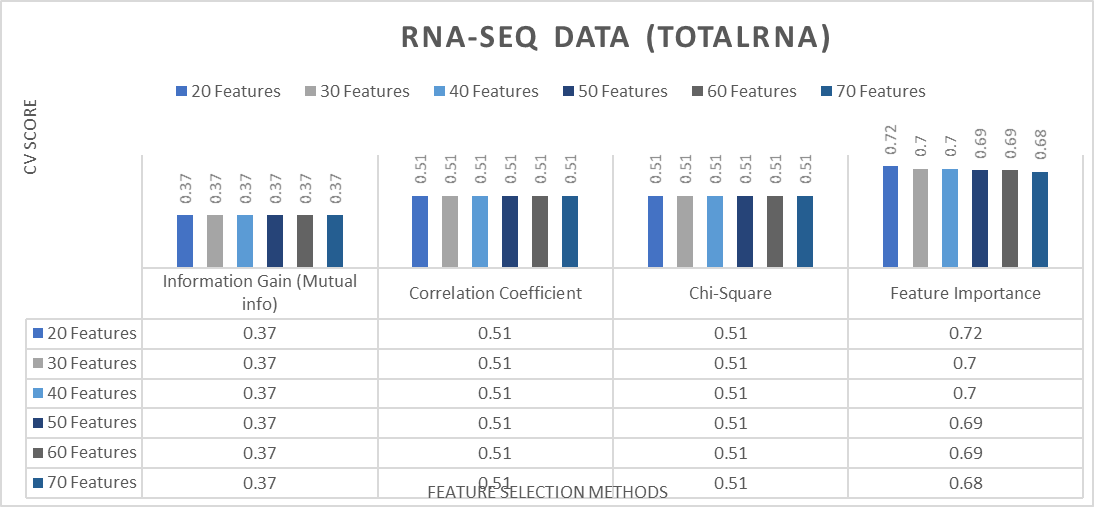 RNA-SEQ DATA (TOTALRNA)
20 Features 30 Features 40 Features 50 Features 60 Features 70 Features
CV SCORE
0.37 0.37 0.37 0.37 0.37 0.37 0.51 0.51 0.51 0.51 0.51 0.51 0.51 0.51 0.51 0.51 0.51 0.51 0.72 0.7 0.7 0.69 0.69 0.68
Information Gain (Mutual
info)
Correlation Coefficient
Chi-Square
Feature Importance
20 Features 0.37 0.51 0.51 0.72
30 Features 0.37 0.51 0.51 0.7
40 Features 0.37 0.51 0.51 0.7
50 Features 0.37 0.51 0.51 0.69
60 Features 0.37 0.51 0.51 0.69
70 Features 0.37 0.51 0.51 0.68
FEATURE SELECTION METHODS